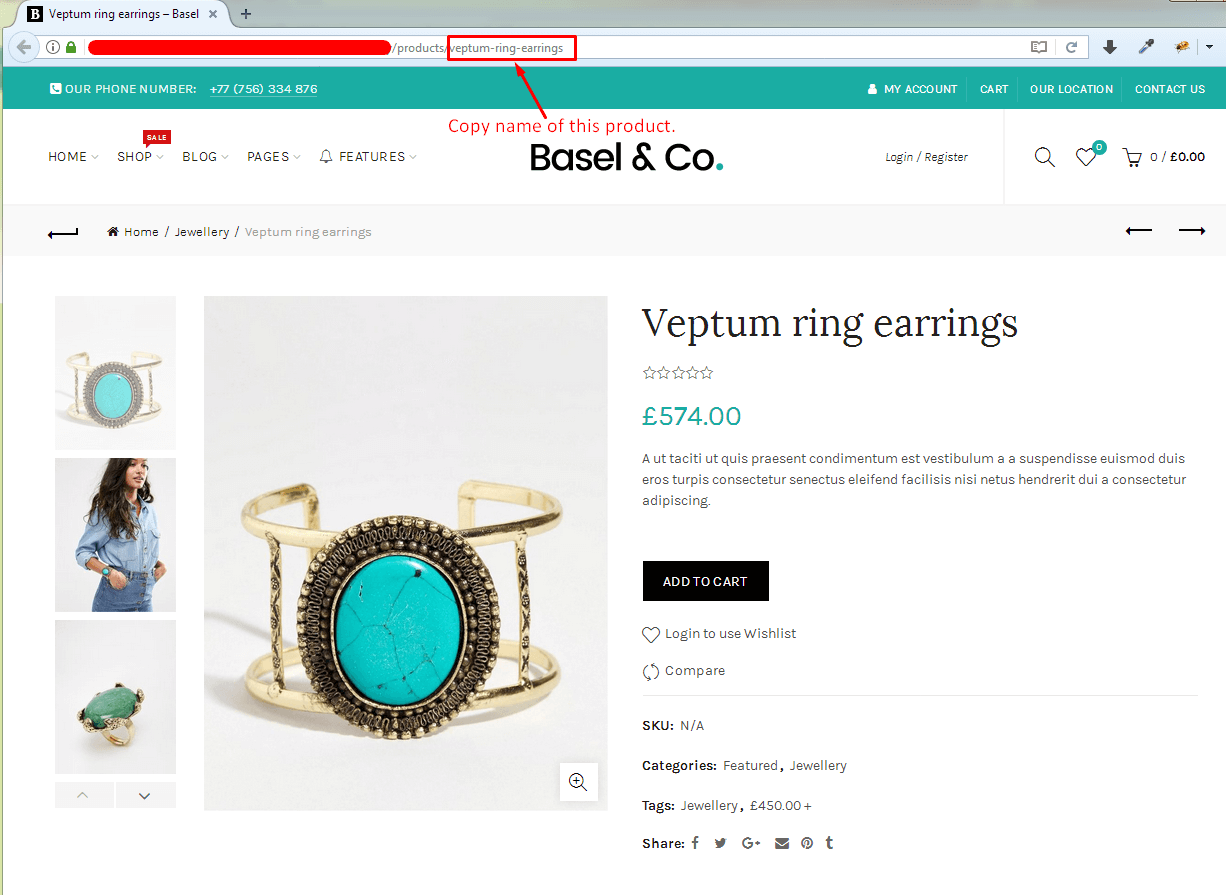 Veptum ring earrings – Basel
/products/veptum-ring-earrings
OUR PHONE NUMBER: +77 (756) 334 876
MY ACCOUNT
CART
OUR LOCATION
CONTACT US
Copy name of this product.
SALE
HOME
SHOP
BLOG
PAGES
FEATURES
Basel & Co.
Login / Register
0
0 / £0.00
Home / Jewellery / Veptum ring earrings
Veptum ring earrings
£574.00
A ut taciti ut quis praesent condimentum est vestibulum a a suspendisse euismod duis
eros turpis consectetur senectus eleifend facilisis nisi netus hendrerit dui a consectetur
adipiscing.
ADD TO CART
Login to use Wishlist
Compare
SKU: N/A
Categories: Featured, Jewellery
Tags: Jewellery, £450.00 +
Share: